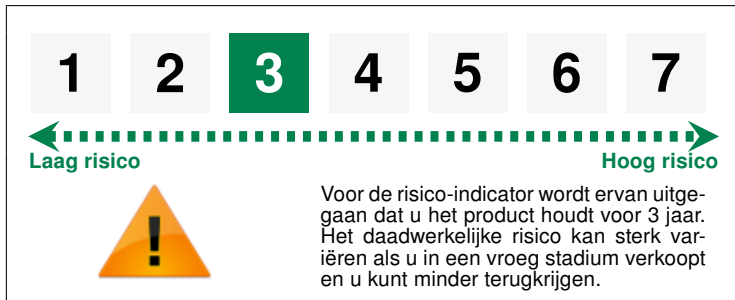 1 2 3 4 5 6 7
Laag risico Hoog risico
!
Voor de risico-indicator wordt ervan uitge-
gaan dat u het product houdt voor 3 jaar.
Het daadwerkelijke risico kan sterk var-
iëren als u in een vroeg stadium verkoopt
en u kunt minder terugkrijgen.